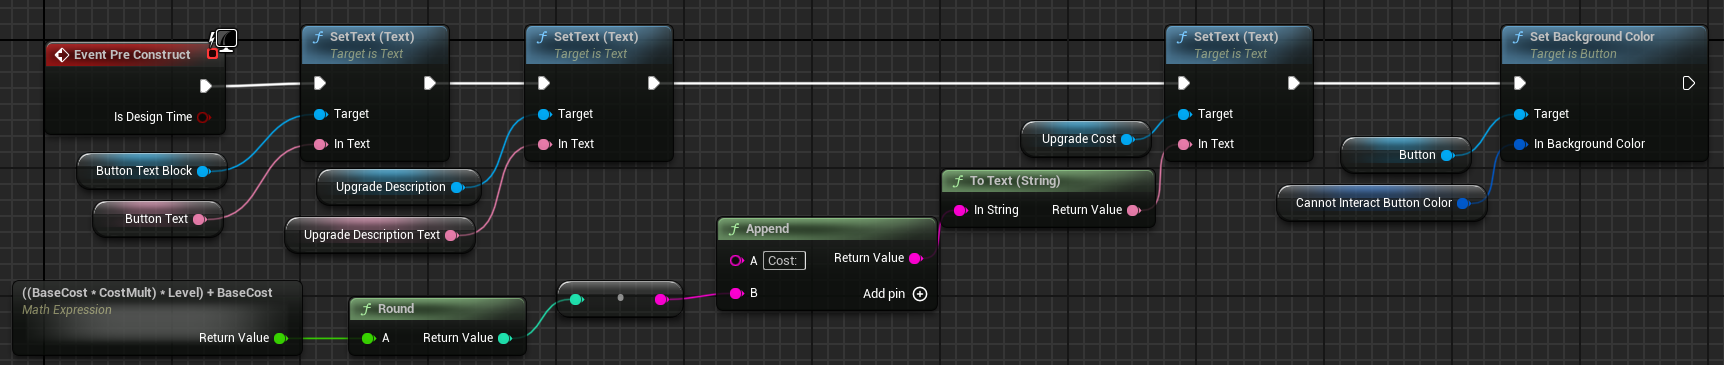 Event Pre Construct
Is Design Time
Button Text Block
Button Text
SetText (Text)
Target is Text
Target
In Text
Upgrade Description
Upgrade Description Text
SetText (Text)
Target is Text
Target
In Text
((BaseCost * CostMult) * Level) + BaseCost
Math Expression
Return Value
Round
A
Return Value
Append
A
Cost:
Return Value
B
Add pin
To Text (String)
In String
Return Value
Upgrade Cost
SetText (Text)
Target is Text
Target
In Text
Button
Cannot Interact Button Color
Set Background Color
Target is Button
Target
In Background Color